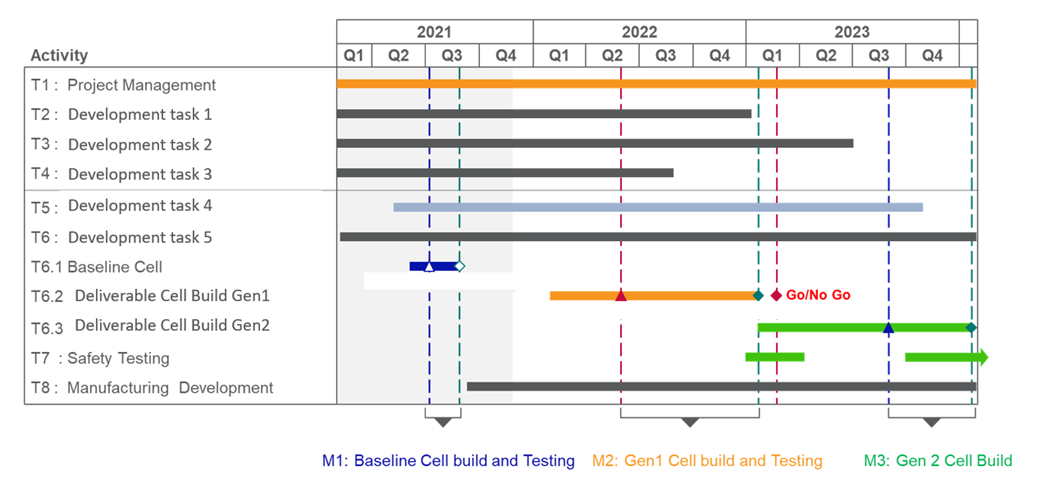 2021 2022 2023
Activity Q1 Q2 Q3 Q4 Q1 Q2 Q3 Q4 Q1 Q2 Q3 Q4
T1 : Project Management
T2 : Development task 1
T3 : Development task 2
T4 : Development task 3
T5 : Development task 4
T6 : Development task 5
T6.1 Baseline Cell
T6.2 Deliverable Cell Build Gen1 Go/No Go
T6.3 Deliverable Cell Build Gen2
T7 : Safety Testing
T8 : Manufacturing Development
M1: Baseline Cell build and Testing M2: Gen1 Cell build and Testing M3: Gen 2 Cell Build